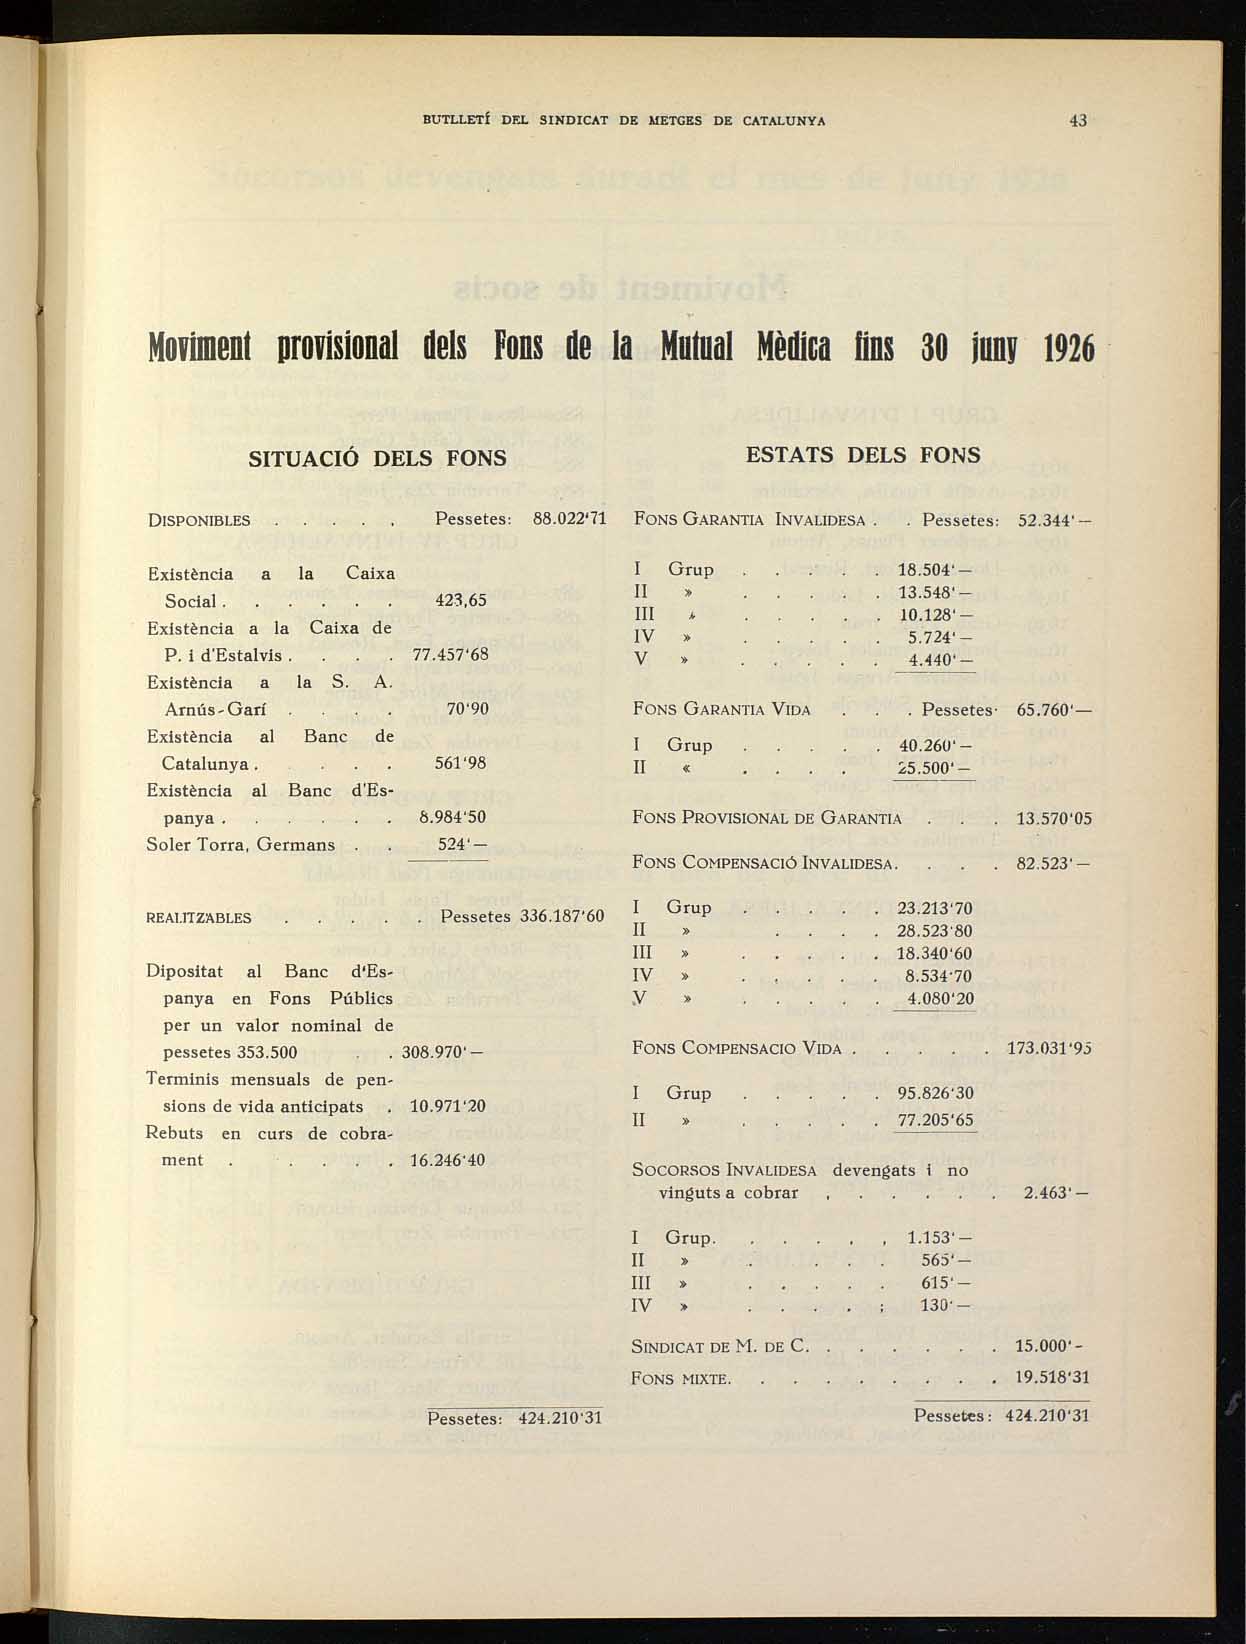 BUTLLETÍ DEL SINDICAT DE METGES DE CATALUNYA 43
Moviment provisional dels Fons de la Mutual Mèdica fins 30 juny 1926
SITUACIÓ DELS FONS
DISPONIBLES . . . . . Pessetes: 88.022'71
Existència a la Caixa
Social . . . . . . 423,65
Existència a la Caixa de
P. i d'Estalvis . . . . 77.457'68
Existència a la S. A.
Arnús-Garí . . . . 70'90
Existència al Banc de
Catalunya . . . . . 561'98
Existència al Banc d'Es-
panya . . . . . . 8.984'50
Soler Torra, Germans . . 524'—
REALITZABLES . . . . . Pessetes 336.187'60
Dipositat al Banc d'Es-
panya en Fons Públics
per un valor nominal de
pessetes 353.500 . . 308.970'—
Terminis mensuals de pen-
sions de vida anticipats . 10.971'20
Rebuts en curs de cobra-
ment . . . . . 16.246'40
Pessetes: 424.210'31
ESTATS DELS FONS
FONS GARANTIA INVALIDESA . . Pessetes: 52.344'—
I Grup . . . . . 18.504'—
II » . . . . . 13.548'—
III » . . . . . 10.128'—
IV » . . . . . 5.724'—
V » . . . . . 4.440'—
FONS GARANTIA VIDA . . . Pessetes· 65.760'—
I Grup . . . . . 40.260'—
II « . . . . 25.500'—
FONS PROVISIONAL DE GARANTIA . . . 13.570'05
FONS COMPENSACIÓ INVALIDESA. . . . 82.523'—
I Grup . . . . . 23.213'70
II » . . . . 28.523'80
III » . . . . . 18.340'60
IV » . . . . . 8.534'70
V » . . . . . 4.080'20
FONS COMPENSACIO VIDA . . . . . 173.031'95
I Grup . . . . . 95.826'30
II » . . . . . 77.205'65
SOCORSOS INVALIDESA devengats i no
vinguts a cobrar . . . . . . 2.463'—
I Grup. . . . . . 1.153'—
II » . . . . 565'—
III » . . . . . 615'—
IV » . . . . ; 130'—
SINDICAT DE M. DE C. . . . . . . 15.000'-
FONS MIXTE. . . . . . . . . 19.518'31
Pessetes: 424.210'31